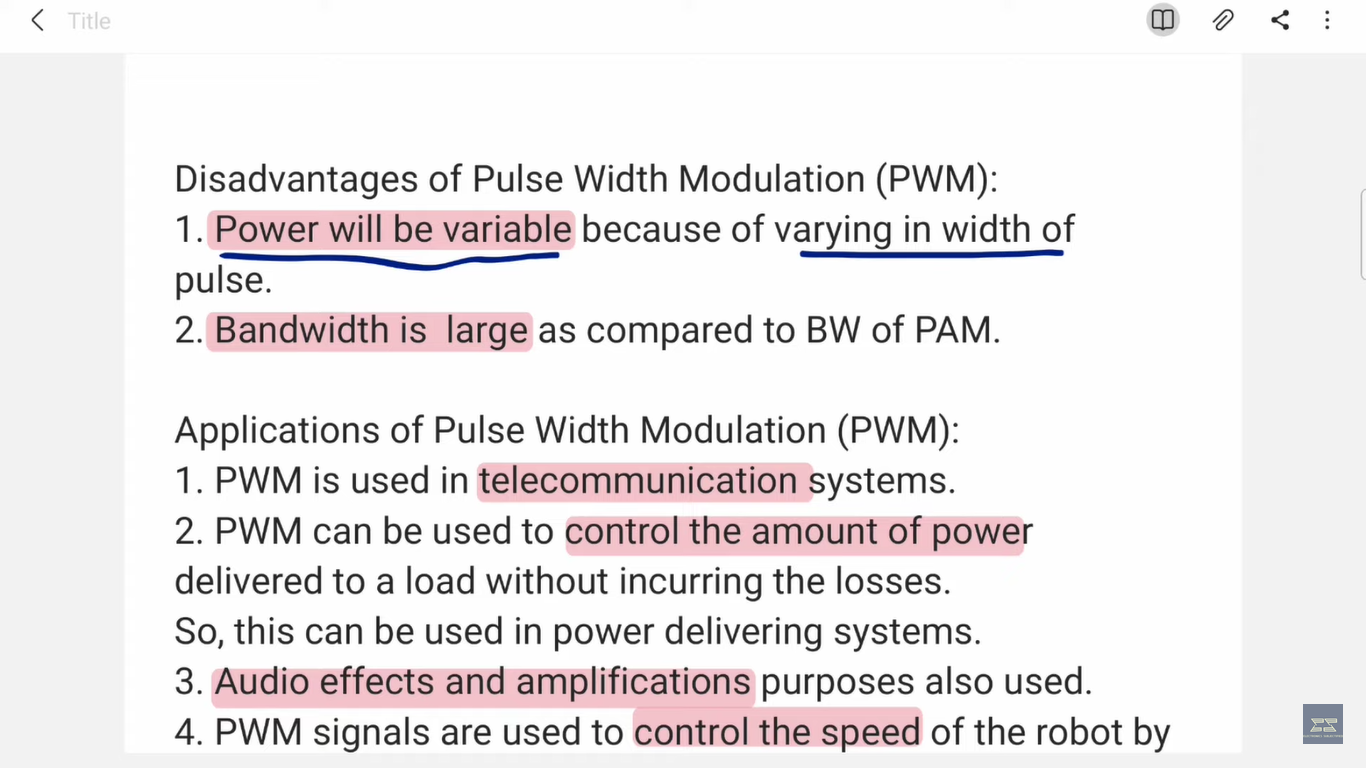 Title
Disadvantages of Pulse Width Modulation (PWM):
1. Power will be variable because of varying in width of
pulse.
2. Bandwidth is  large as compared to BW of PAM.
Applications of Pulse Width Modulation (PWM):
1. PWM is used in telecommunication systems.
2. PWM can be used to control the amount of power
delivered to a load without incurring the losses.
So, this can be used in power delivering systems.
3. Audio effects and amplifications purposes also used.
4. PWM signals are used to control the speed of the robot by